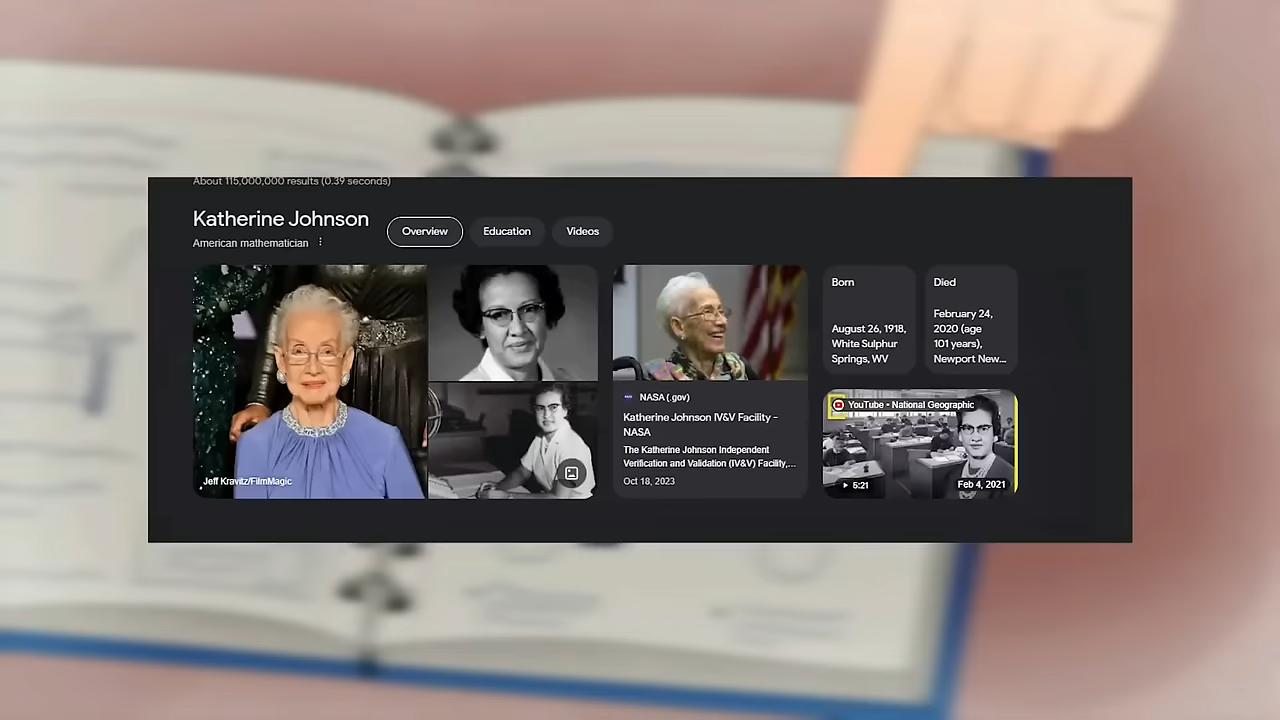 About 115,000,000 results (0.39 seconds)
Katherine Johnson
American mathematician
Overview
Education
Videos
Jeff Kravitz/FilmMagic
NASA (.gov)
Katherine Johnson IV&V Facility -
NASA
The Katherine Johnson Independent
Verification and Validation (IV&V) Facility,...
Oct 18, 2023
Born
August 26, 1918,
White Sulphur
Springs, WV
Died
February 24,
2020 (age
101 years),
Newport New...
YouTube - National Geographic
5:21
Feb 4, 2021